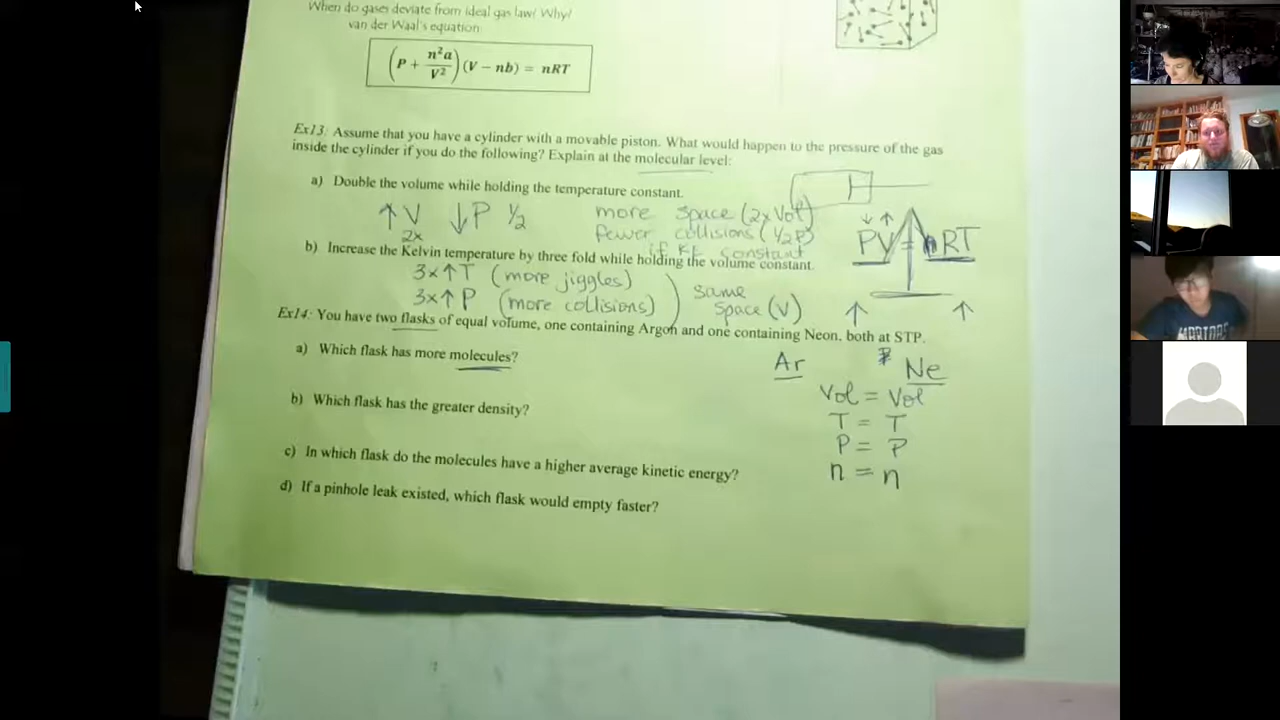 When do gases deviate from ideal gas law? Why?
van der Waal's equation:
(P + n²a/V²)(V − nb) = nRT
Ex13: Assume that you have a cylinder with a movable piston. What would happen to the pressure of the gas
inside the cylinder if you do the following? Explain at the molecular level:
a) Double the volume while holding the temperature constant.
↑ V ↓ P ½
2x
more space (2x Vol)
fewer collisions (½P)
if KE constant
↓ ↑
PV = nRT
↑ ↑
b) Increase the Kelvin temperature by three fold while holding the volume constant.
3x ↑ T (more jiggles)
3x ↑ P (more collisions)
same
space (V)
Ex14: You have two flasks of equal volume, one containing Argon and one containing Neon, both at STP.
a) Which flask has more molecules?
Ar Ne
Vol = Vol
T = T
P = P
n = n
b) Which flask has the greater density?
c) In which flask do the molecules have a higher average kinetic energy?
d) If a pinhole leak existed, which flask would empty faster?